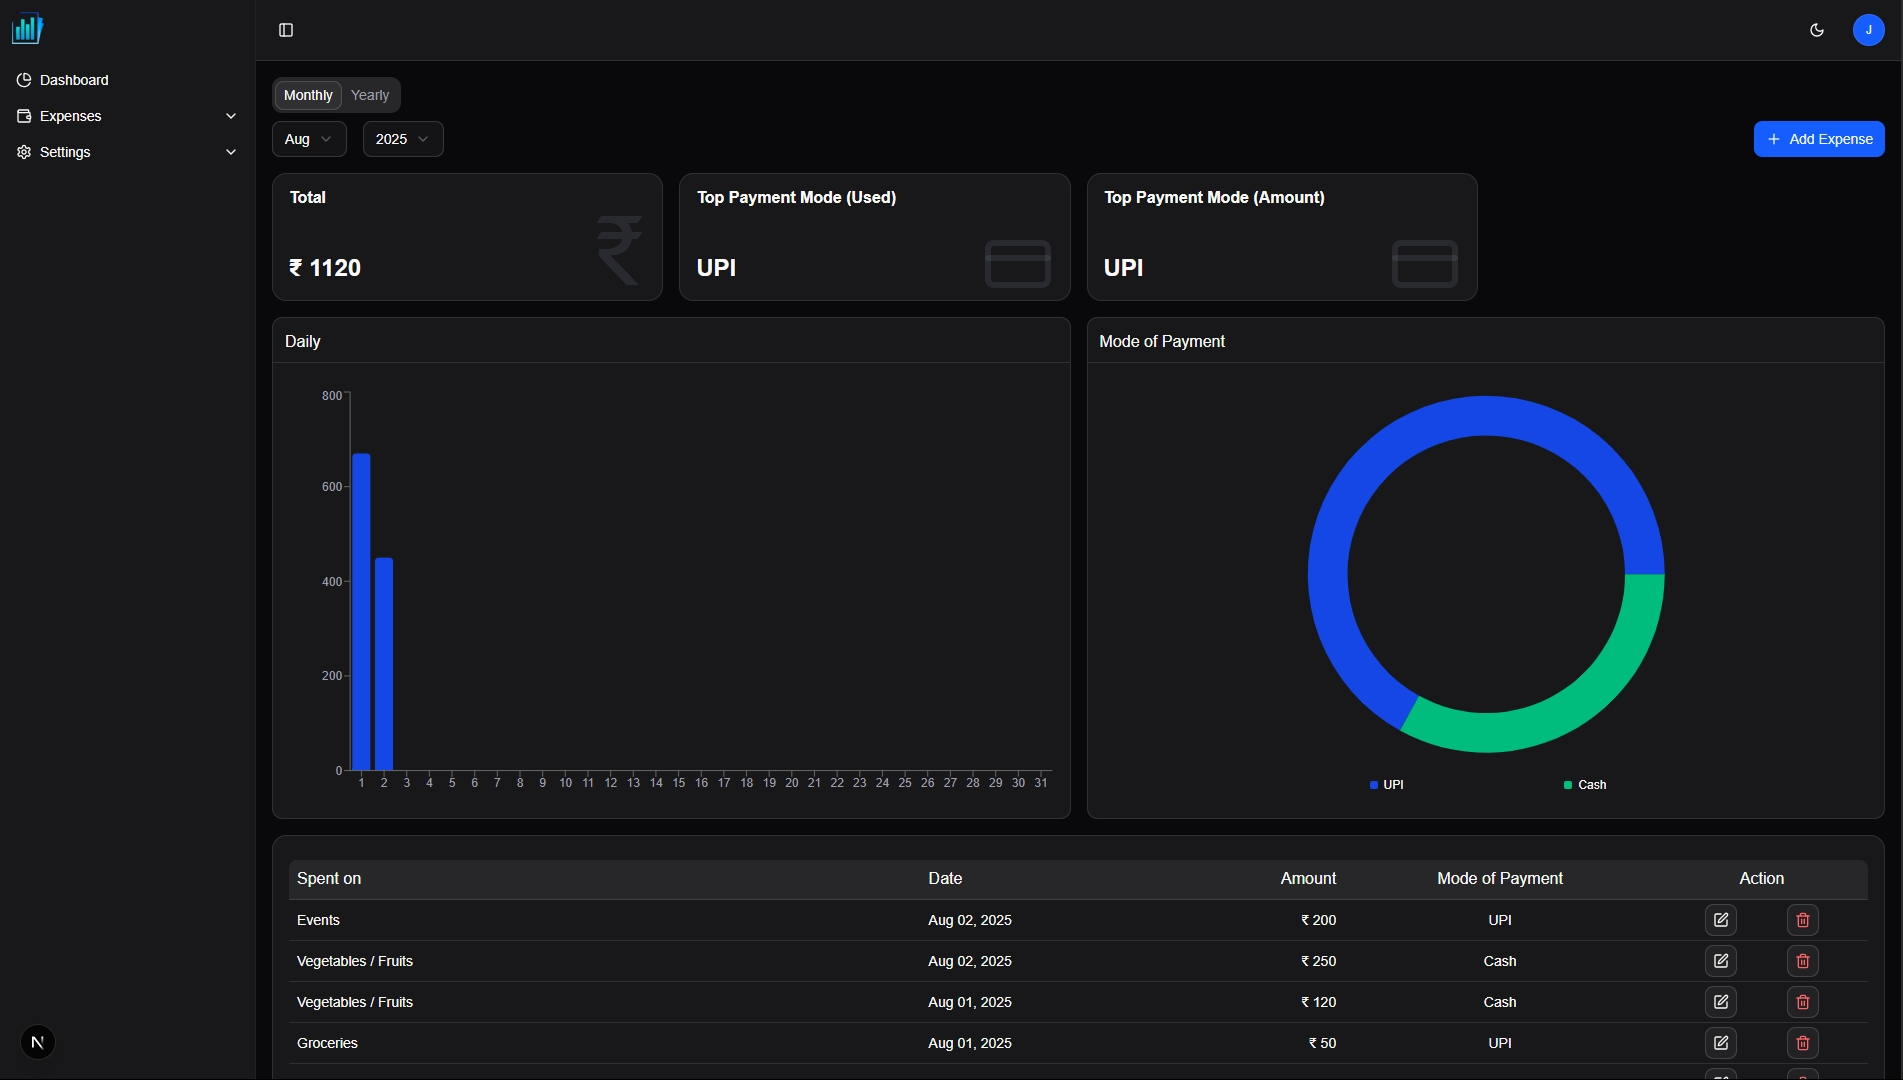 J
Dashboard
Expenses
Settings
Monthly Yearly
Aug 2025
+ Add Expense
Total
₹ 1120
₹
Top Payment Mode (Used)
UPI
Top Payment Mode (Amount)
UPI
Daily
800
600
400
200
0
1 2 3 4 5 6 7 8 9 10 11 12 13 14 15 16 17 18 19 20 21 22 23 24 25 26 27 28 29 30 31
Mode of Payment
UPI Cash
Spent on Date Amount Mode of Payment Action
Events Aug 02, 2025 ₹ 200 UPI
Vegetables / Fruits Aug 02, 2025 ₹ 250 Cash
Vegetables / Fruits Aug 01, 2025 ₹ 120 Cash
Groceries Aug 01, 2025 ₹ 50 UPI
N